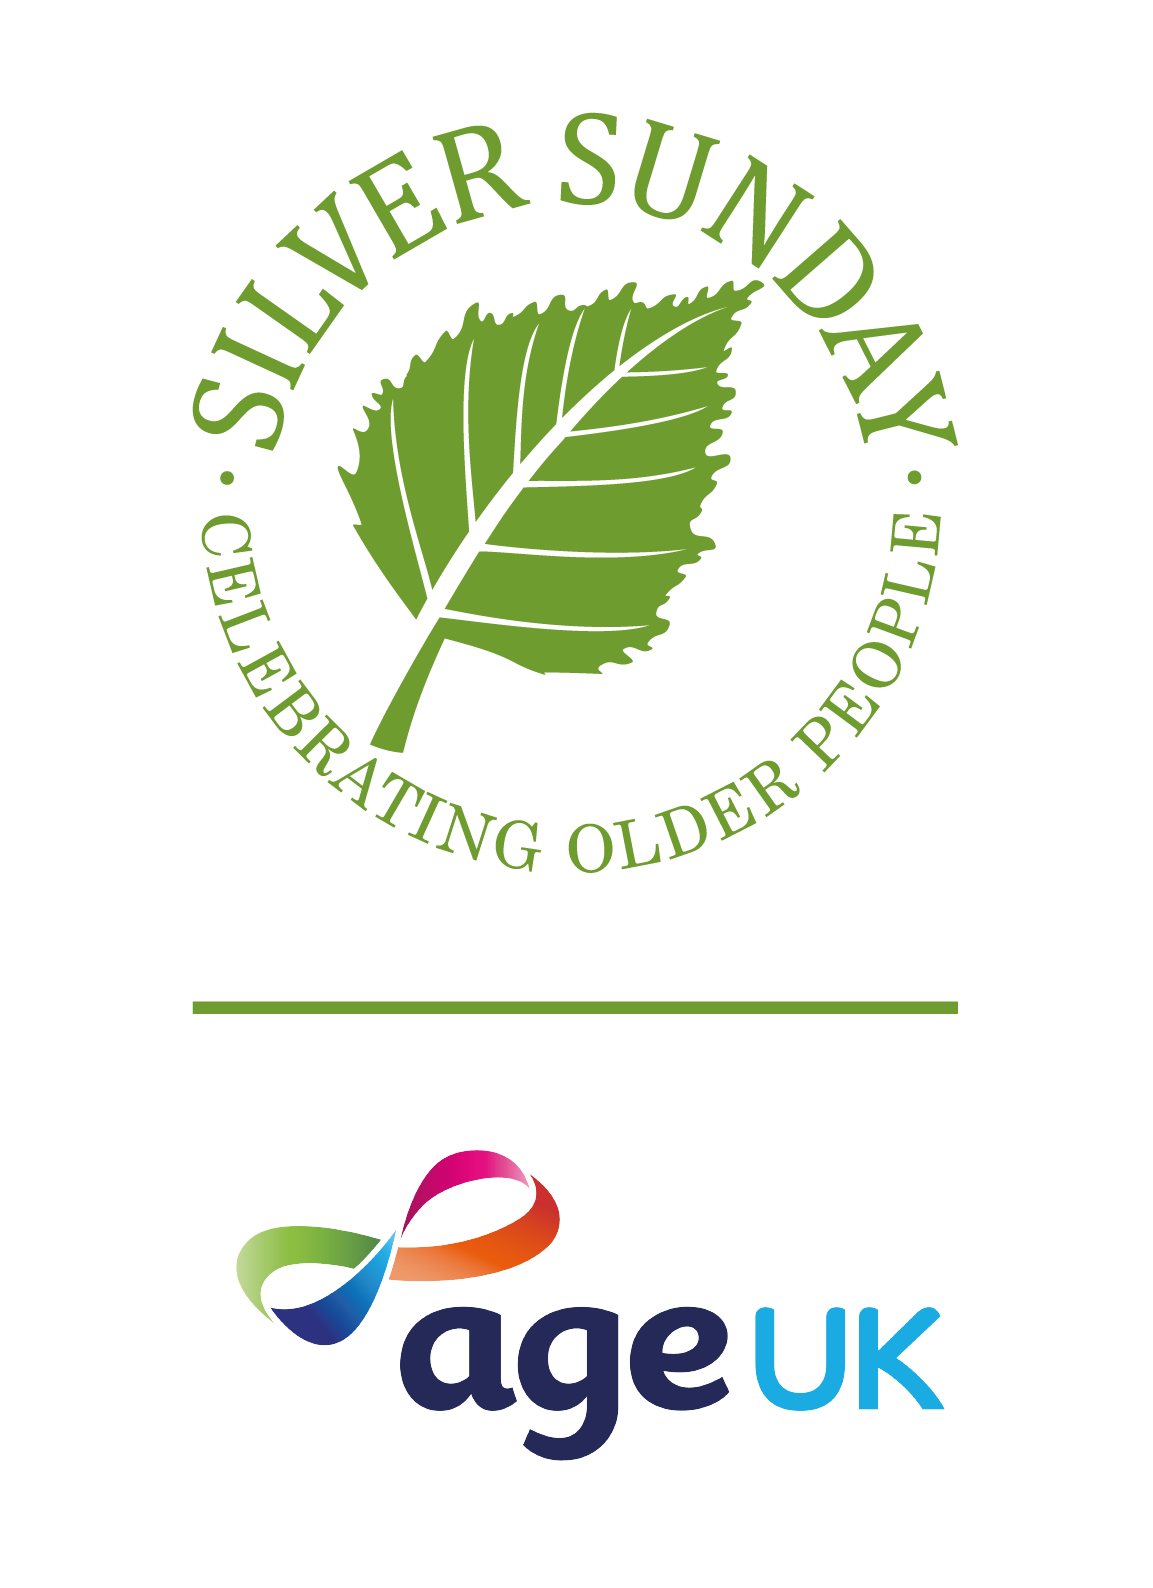 SILVER SUNDAY
· CELEBRATING OLDER PEOPLE ·
age UK